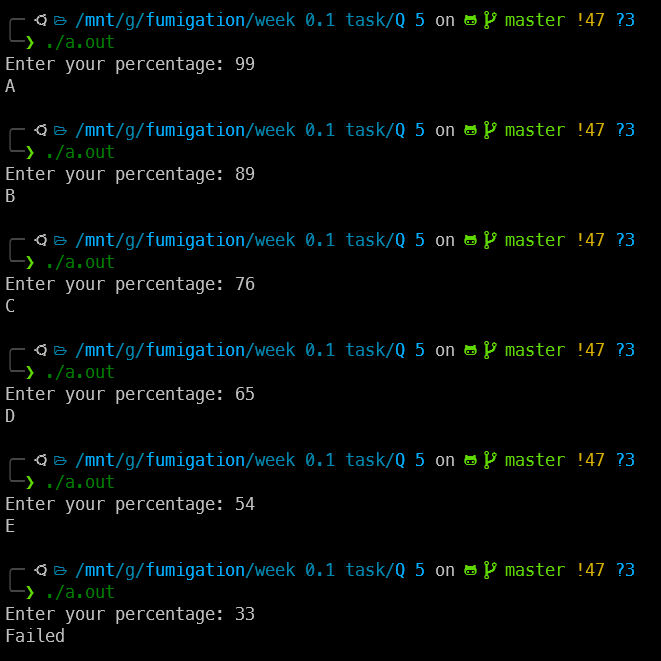 /mnt/g/fumigation/week 0.1 task/Q 5 on master !47 ?3
❯ ./a.out
Enter your percentage: 99
A
/mnt/g/fumigation/week 0.1 task/Q 5 on master !47 ?3
❯ ./a.out
Enter your percentage: 89
B
/mnt/g/fumigation/week 0.1 task/Q 5 on master !47 ?3
❯ ./a.out
Enter your percentage: 76
C
/mnt/g/fumigation/week 0.1 task/Q 5 on master !47 ?3
❯ ./a.out
Enter your percentage: 65
D
/mnt/g/fumigation/week 0.1 task/Q 5 on master !47 ?3
❯ ./a.out
Enter your percentage: 54
E
/mnt/g/fumigation/week 0.1 task/Q 5 on master !47 ?3
❯ ./a.out
Enter your percentage: 33
Failed